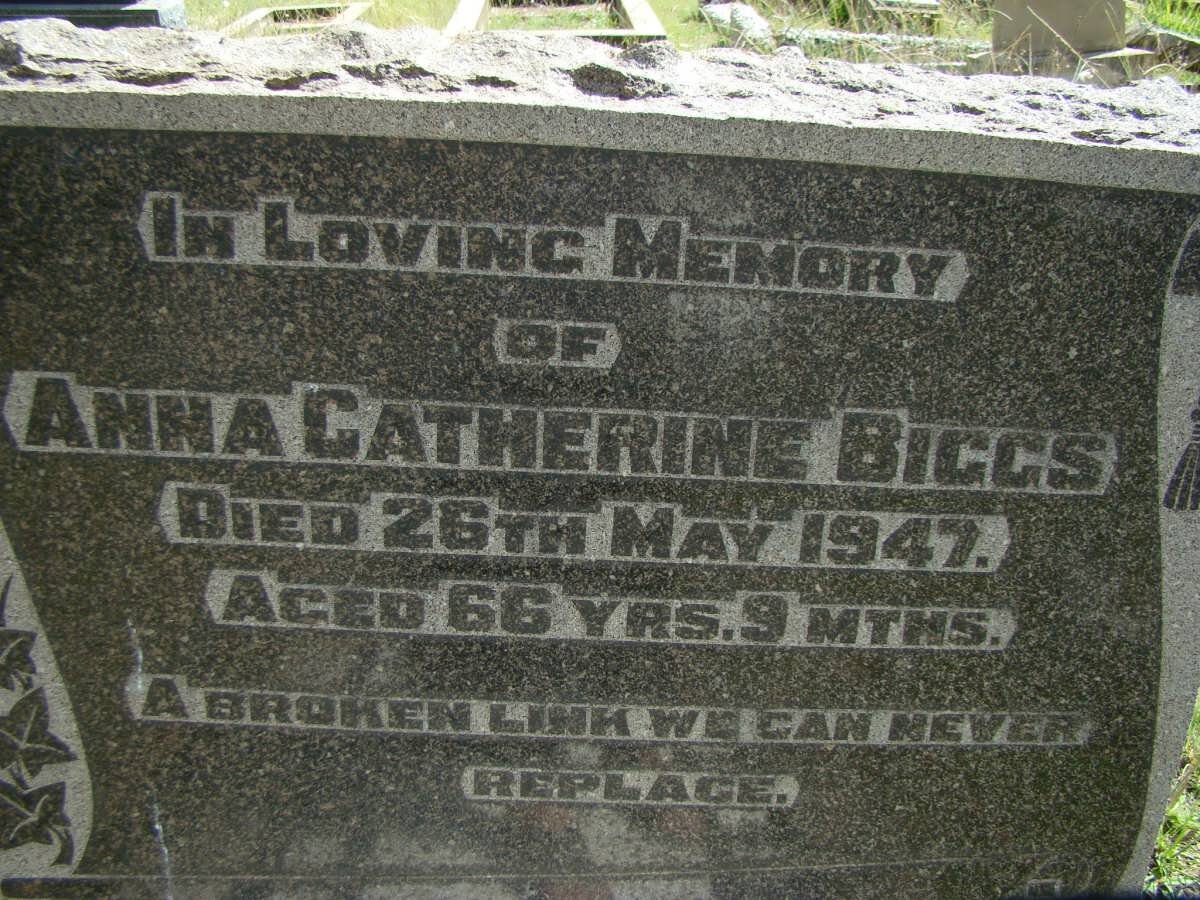 In Loving Memory
of
Anna Catherine Biggs
Died 26th May 1947.
Aged 66 yrs. 9 mths.
A broken link we can never
replace.